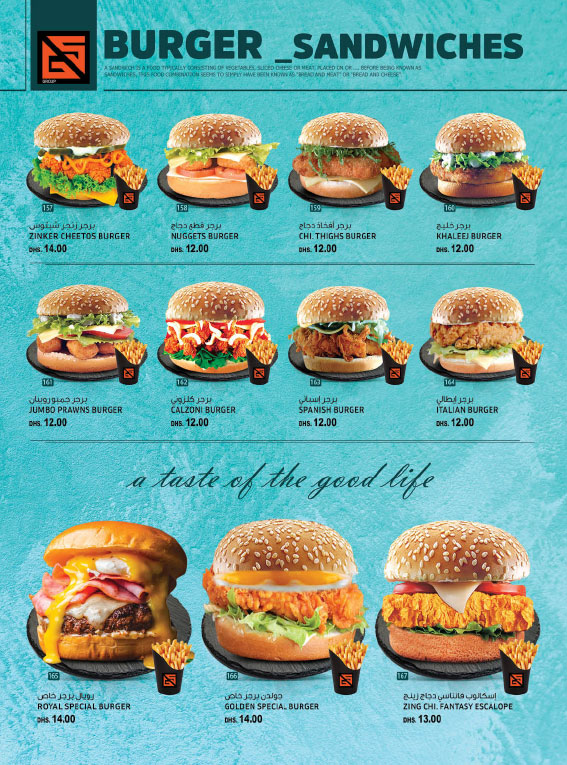 GROUP
BURGER _SANDWICHES
A SANDWICH IS A FOOD TYPICALLY CONSISTING OF VEGETABLES, SLICED CHEESE OR MEAT, PLACED ON OR ..... BEFORE BEING KNOWN AS
SANDWICHES, THIS FOOD COMBINATION SEEMS TO SIMPLY HAVE BEEN KNOWN AS "BREAD AND MEAT" OR "BREAD AND CHEESE"
157
158
159
160
برجر زنجر شيتوس
برجر قطع دجاج
برجر أفخاذ دجاج
برجر خليج
ZINKER CHEETOS BURGER
NUGGETS BURGER
CHI. THIGHS BURGER
KHALEEJ BURGER
DHS. 14.00
DHS. 12.00
DHS. 12.00
DHS. 12.00
161
162
163
164
برجر جمبو روبيان
برجر كلزوني
برجر إسباني
برجر إيطالي
JUMBO PRAWNS BURGER
CALZONI BURGER
SPANISH BURGER
ITALIAN BURGER
DHS. 12.00
DHS. 12.00
DHS. 12.00
DHS. 12.00
a taste of the good life
165
166
167
رويال برجر خاص
جولدن برجر خاص
إسكالوب فانتاسي دجاج زينج
ROYAL SPECIAL BURGER
GOLDEN SPECIAL BURGER
ZING CHI. FANTASY ESCALOPE
DHS. 14.00
DHS. 14.00
DHS. 13.00